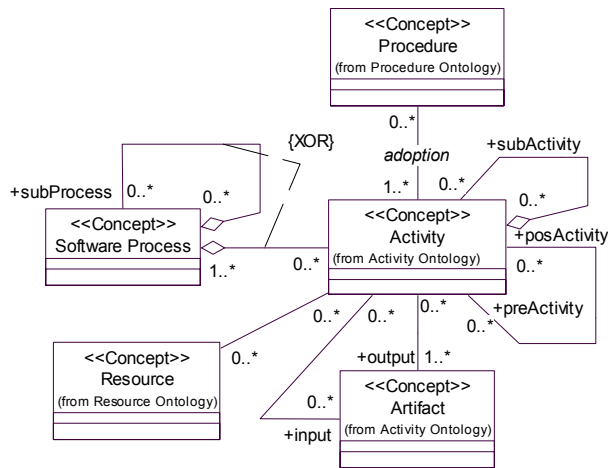 <<Concept>>
Procedure
(from Procedure Ontology)
0..*
{XOR}
adoption
+subActivity
+subProcess
0..*
0..*
1..*
0..*
0..*
<<Concept>>
Software Process
1..*
0..*
<<Concept>>
Activity
(from Activity Ontology)
+posActivity
0..*
+preActivity
0..*
0..*
0..*
0..*
0..*
<<Concept>>
Resource
(from Resource Ontology)
+output
1..*
0..*
+input
<<Concept>>
Artifact
(from Activity Ontology)